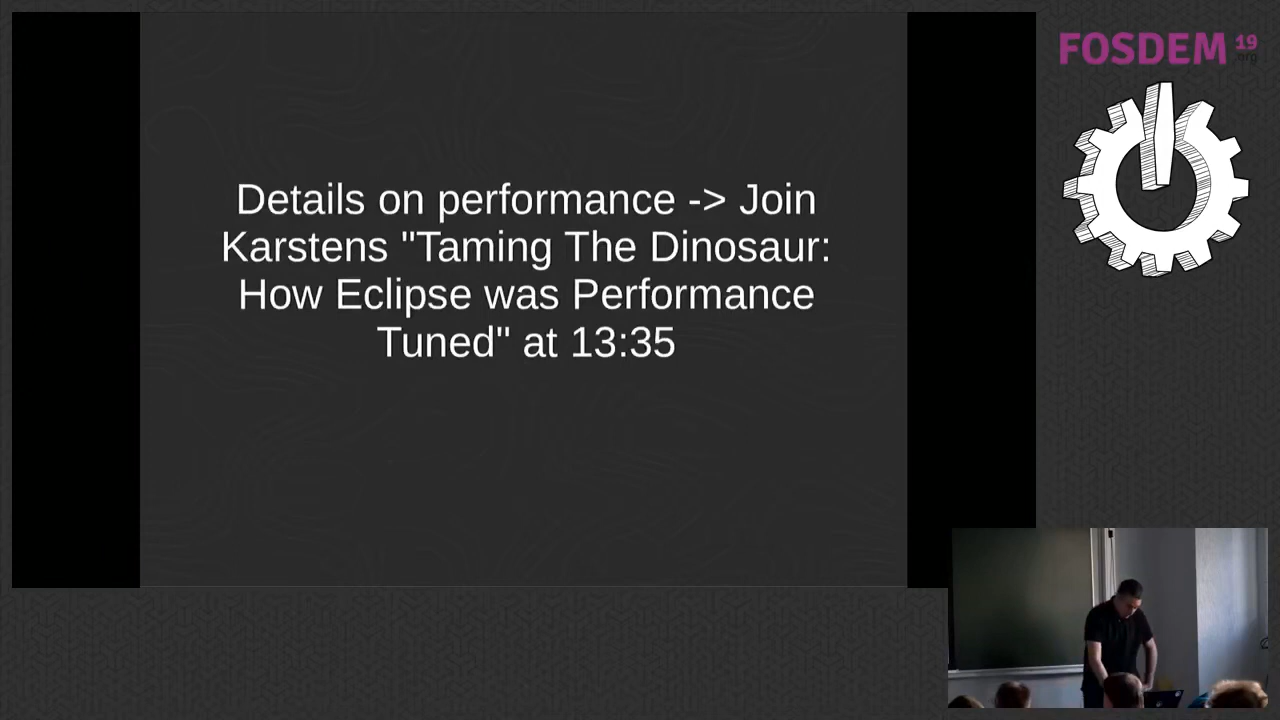 FOSDEM 19
.org
Details on performance -> Join
Karstens "Taming The Dinosaur:
How Eclipse was Performance
Tuned" at 13:35